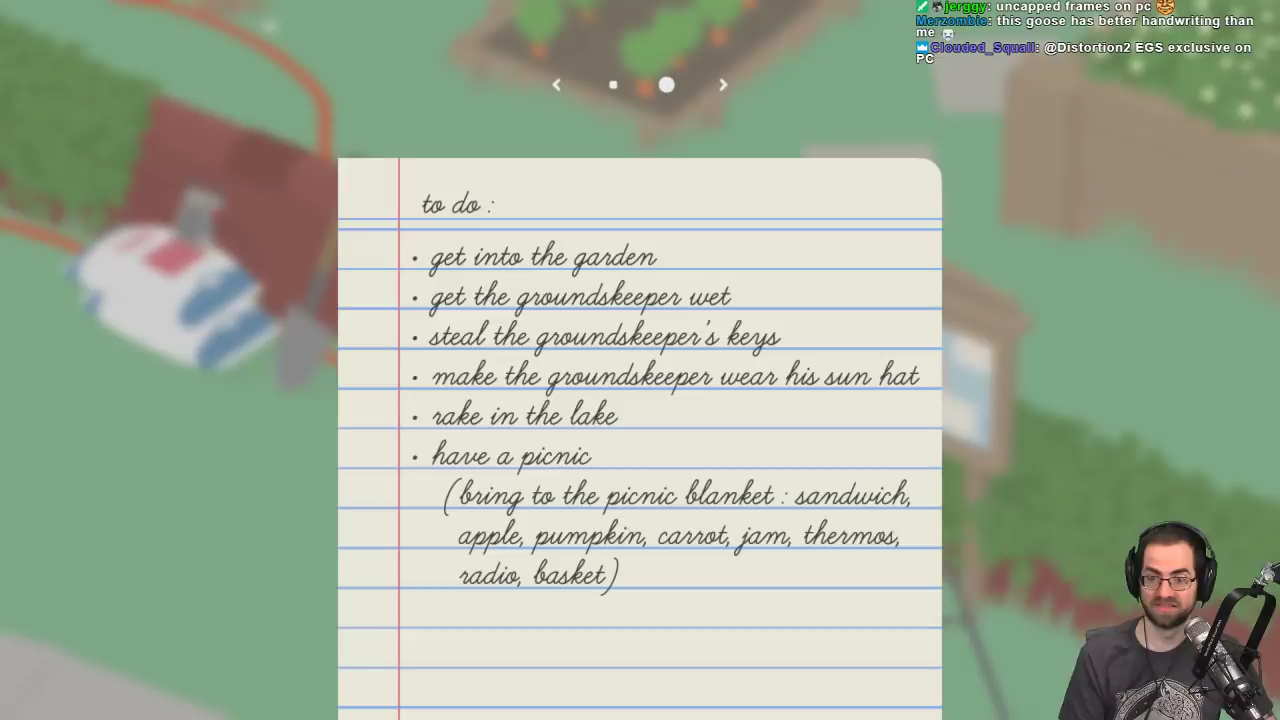 jerggy: uncapped frames on pc
Merzombie: this goose has better handwriting than
me
Clouded_Squall: @Distortion2 EGS exclusive on
PC
to do :
• get into the garden
• get the groundskeeper wet
• steal the groundskeeper's keys
• make the groundskeeper wear his sun hat
• rake in the lake
• have a picnic
(bring to the picnic blanket : sandwich,
apple, pumpkin, carrot, jam, thermos,
radio, basket)